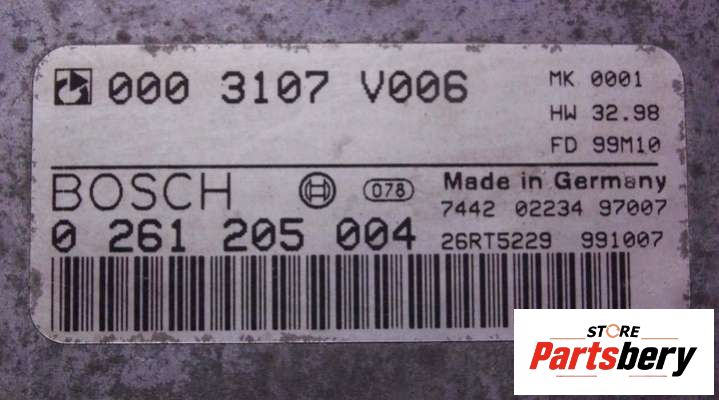 000 3107 V006
MK 0001
HW 32.98
FD 99M10
BOSCH
078
Made in Germany
7442 02234 97007
0 261 205 004
26RT5229 991007
STORE
Partsbery